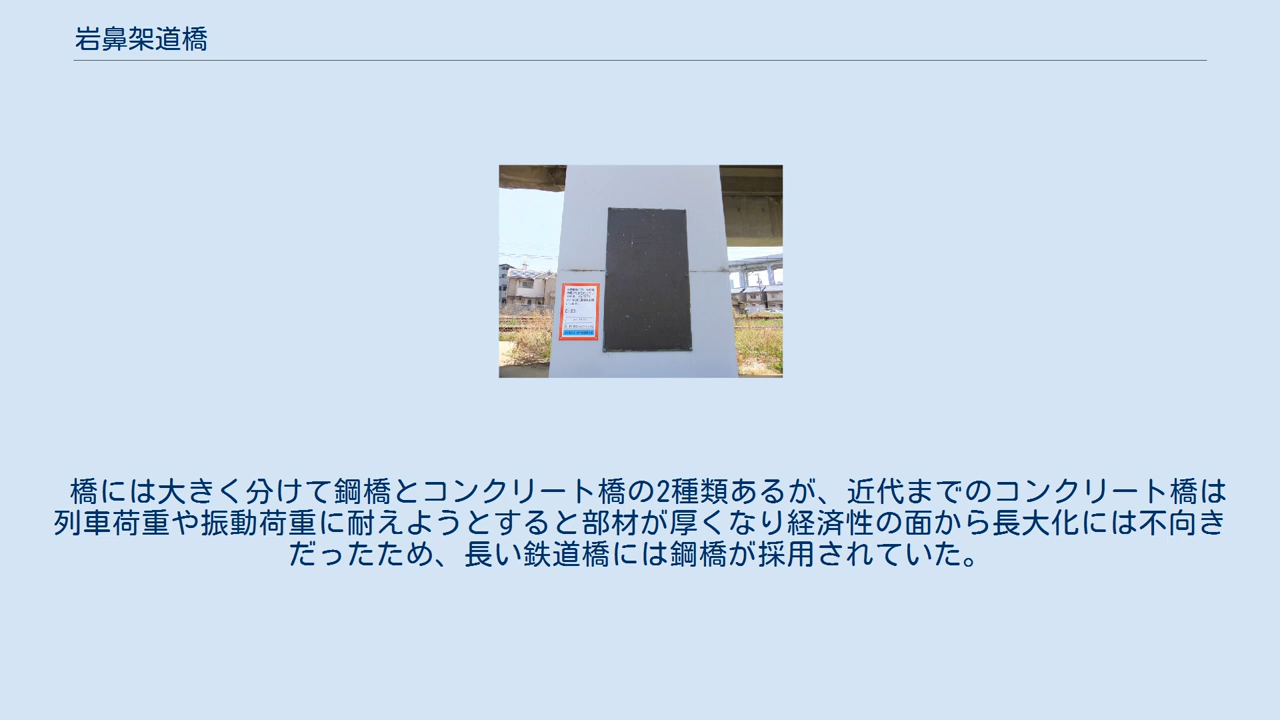 岩鼻架道橋
橋には大きく分けて鋼橋とコンクリート橋の2種類あるが、近代までのコンクリート橋は
列車荷重や振動荷重に耐えようとすると部材が厚くなり経済性の面から長大化には不向き
だったため、長い鉄道橋には鋼橋が採用されていた。